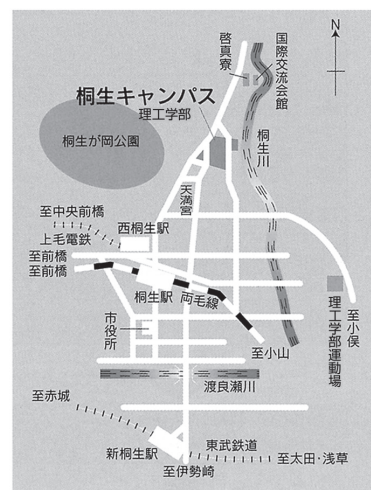 N
啓真寮
国際交流会館
桐生キャンパス
理工学部
桐生川
桐生が岡公園
天満宮
至中央前橋
西桐生駅
上毛電鉄
至前橋
至前橋
桐生駅
両毛線
市役所
至小山
理工学部運動場
至小俣
渡良瀬川
至赤城
新桐生駅
東武鉄道
至太田・浅草
至伊勢崎